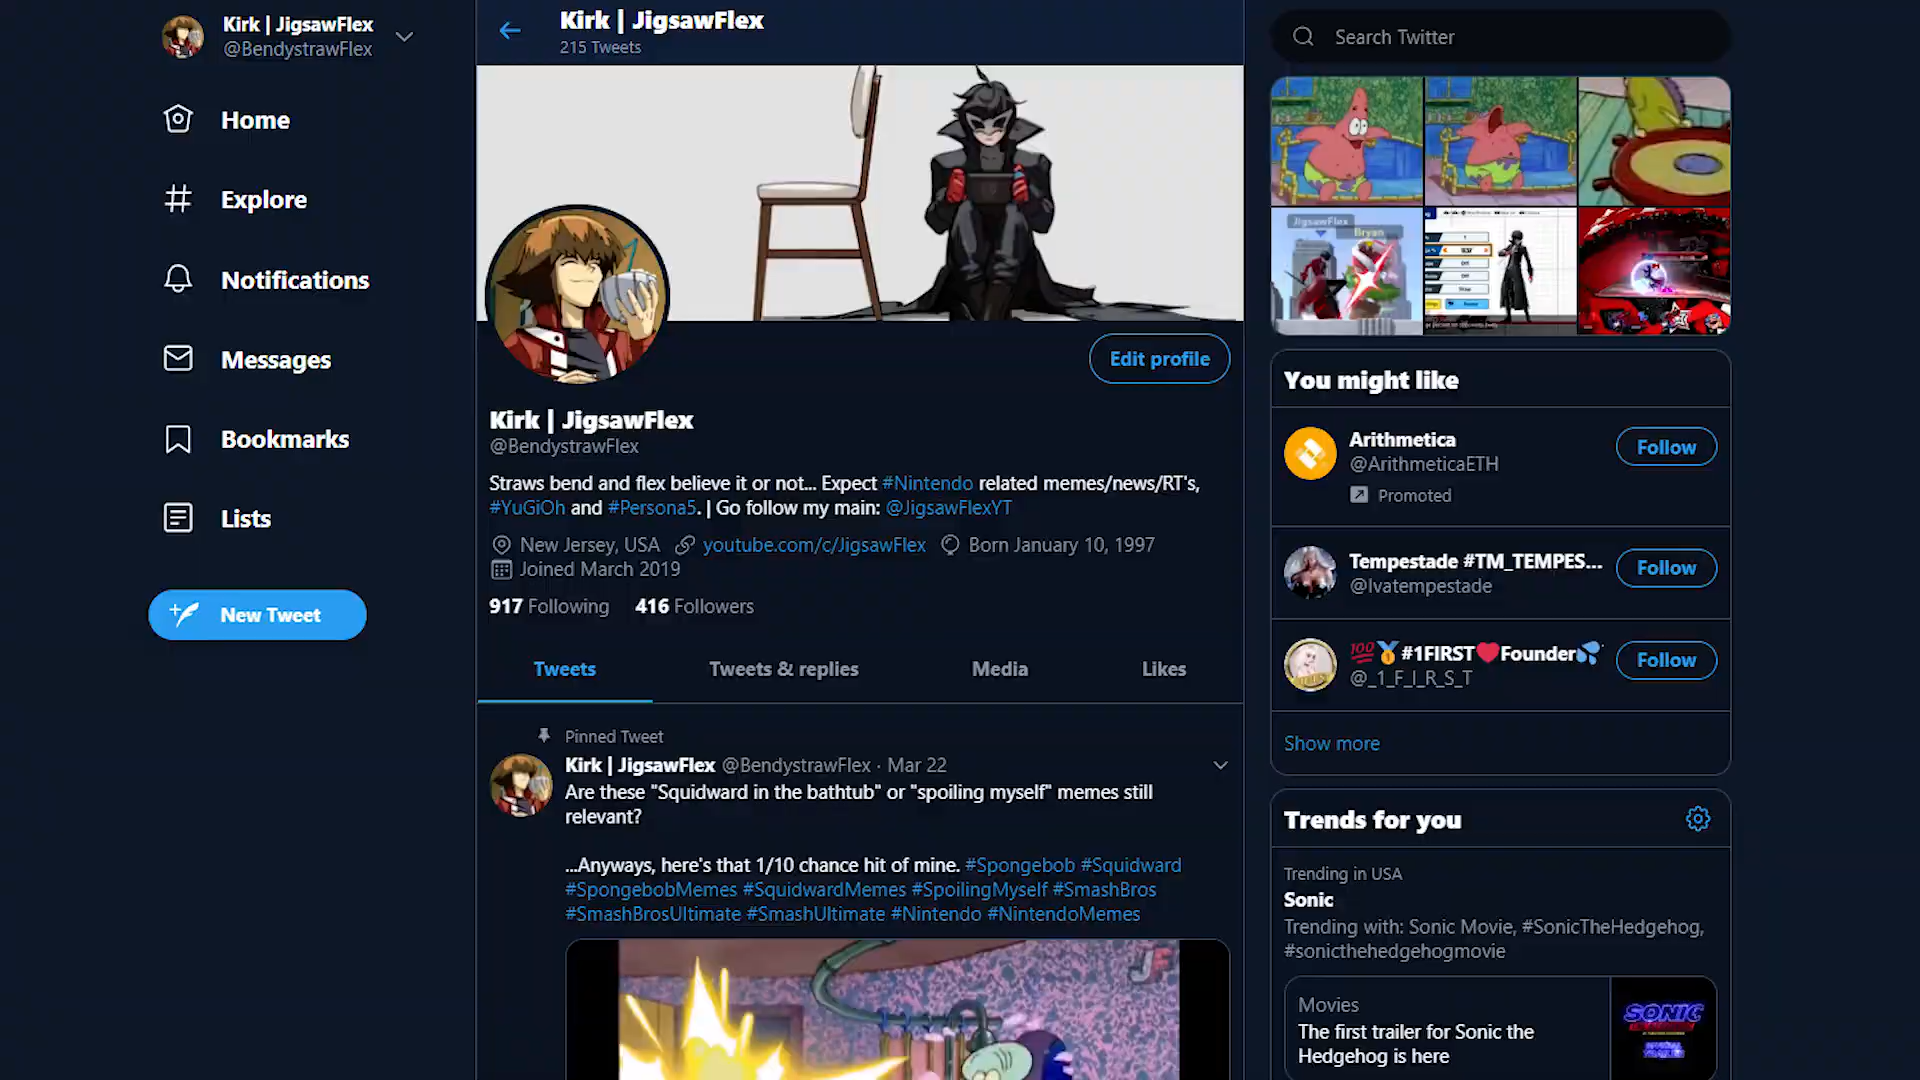 Kirk | JigsawFlex
@BendystrawFlex
Home
Explore
Notifications
Messages
Bookmarks
Lists
New Tweet
Kirk | JigsawFlex
215 Tweets
Edit profile
Kirk | JigsawFlex
@BendystrawFlex
Straws bend and flex believe it or not... Expect #Nintendo related memes/news/RT's,
#YuGiOh and #Persona5. | Go follow my main: @JigsawFlexYT
New Jersey, USA youtube.com/c/JigsawFlex Born January 10, 1997
Joined March 2019
917 Following 416 Followers
Tweets Tweets & replies Media Likes
Pinned Tweet
Kirk | JigsawFlex @BendystrawFlex · Mar 22
Are these "Squidward in the bathtub" or "spoiling myself" memes still
relevant?
...Anyways, here's that 1/10 chance hit of mine. #Spongebob #Squidward
#SpongebobMemes #SquidwardMemes #SpoilingMyself #SmashBros
#SmashBrosUltimate #SmashUltimate #Nintendo #NintendoMemes
JF
Search Twitter
JigsawFlex
Bryan
You might like
Arithmetica
@ArithmeticaETH
Promoted
Follow
Tempestade #TM_TEMPES...
@Ivatempestade
Follow
💯🥇#1FIRST❤️Founder💦
@_1_F_I_R_S_T
Follow
Show more
Trends for you
Trending in USA
Sonic
Trending with: Sonic Movie, #SonicTheHedgehog,
#sonicthehedgehogmovie
Movies
The first trailer for Sonic the
Hedgehog is here
SONIC